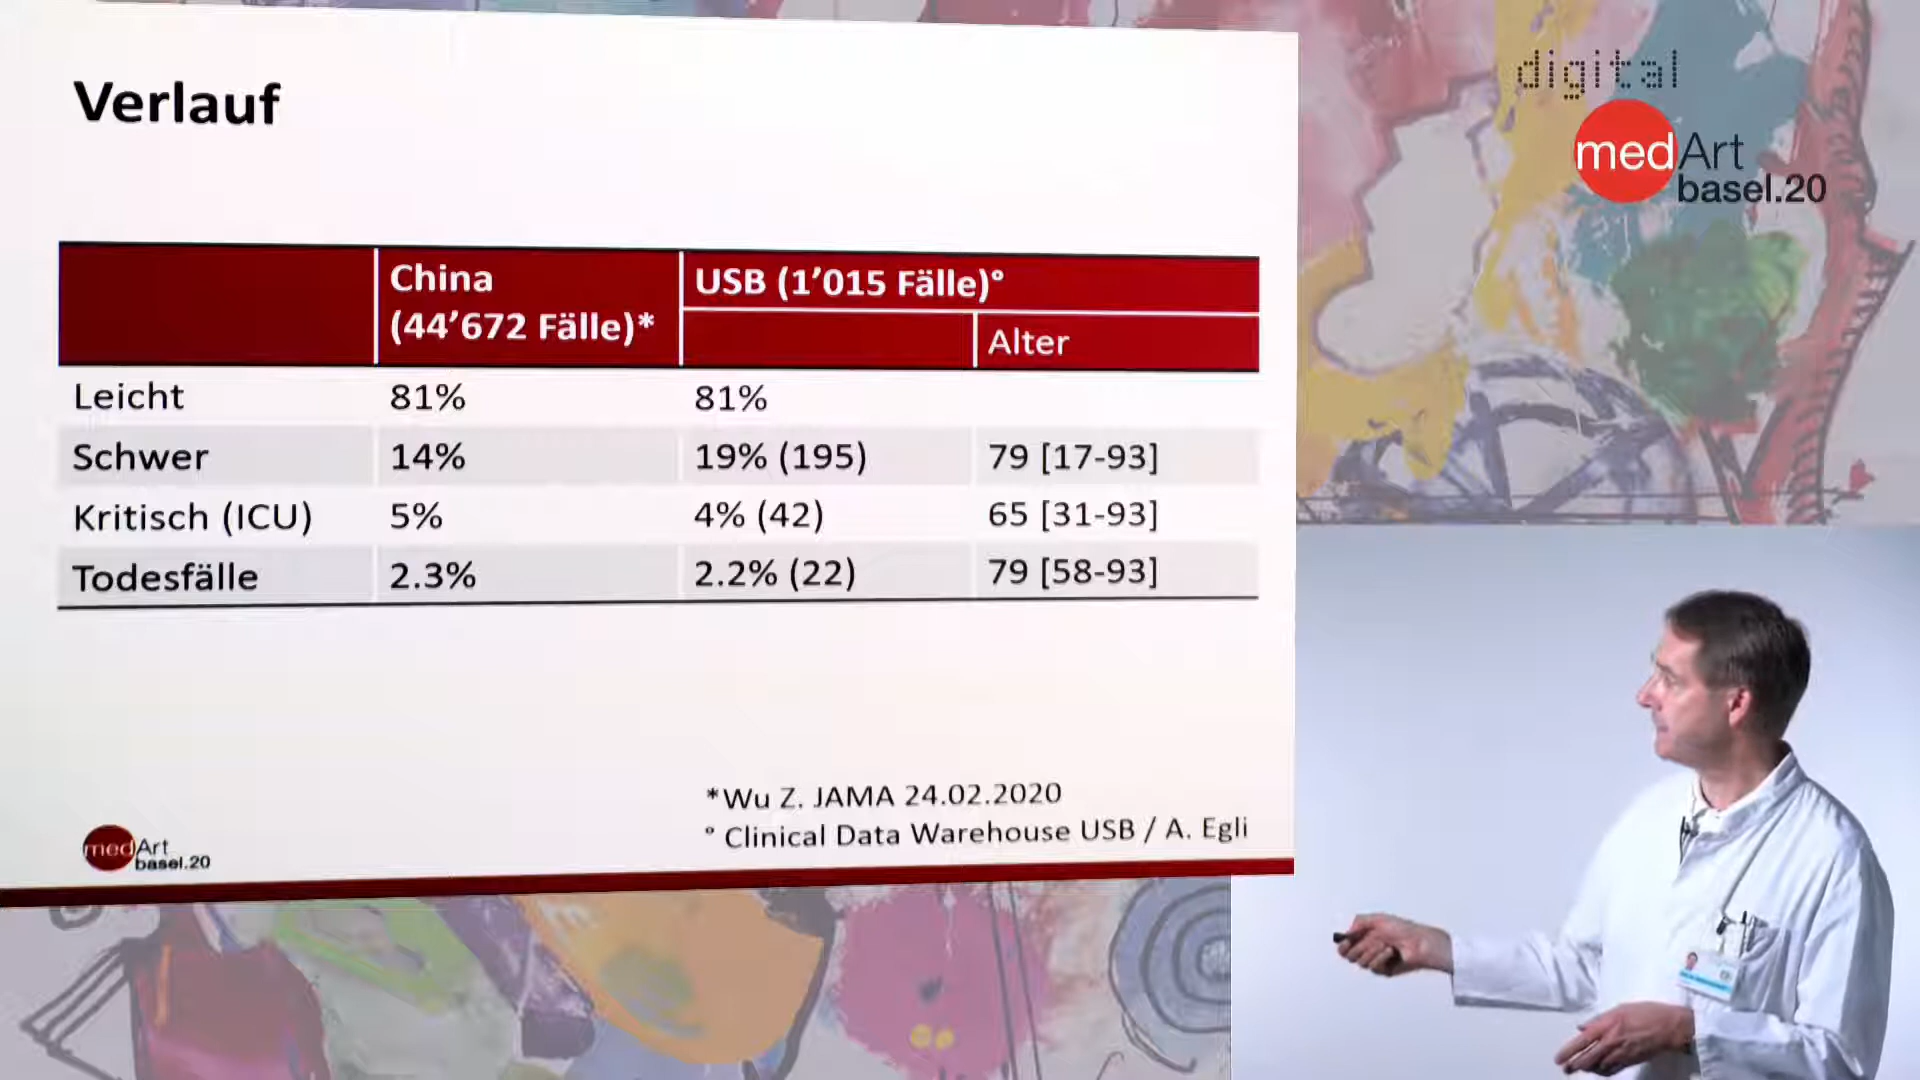 Verlauf
China
(44’672 Fälle)*
USB (1’015 Fälle)°
Alter
Leicht 81% 81%
Schwer 14% 19% (195) 79 [17-93]
Kritisch (ICU) 5% 4% (42) 65 [31-93]
Todesfälle 2.3% 2.2% (22) 79 [58-93]
*Wu Z. JAMA 24.02.2020
° Clinical Data Warehouse USB / A. Egli
medArt
basel.20
digital
medArt
basel.20